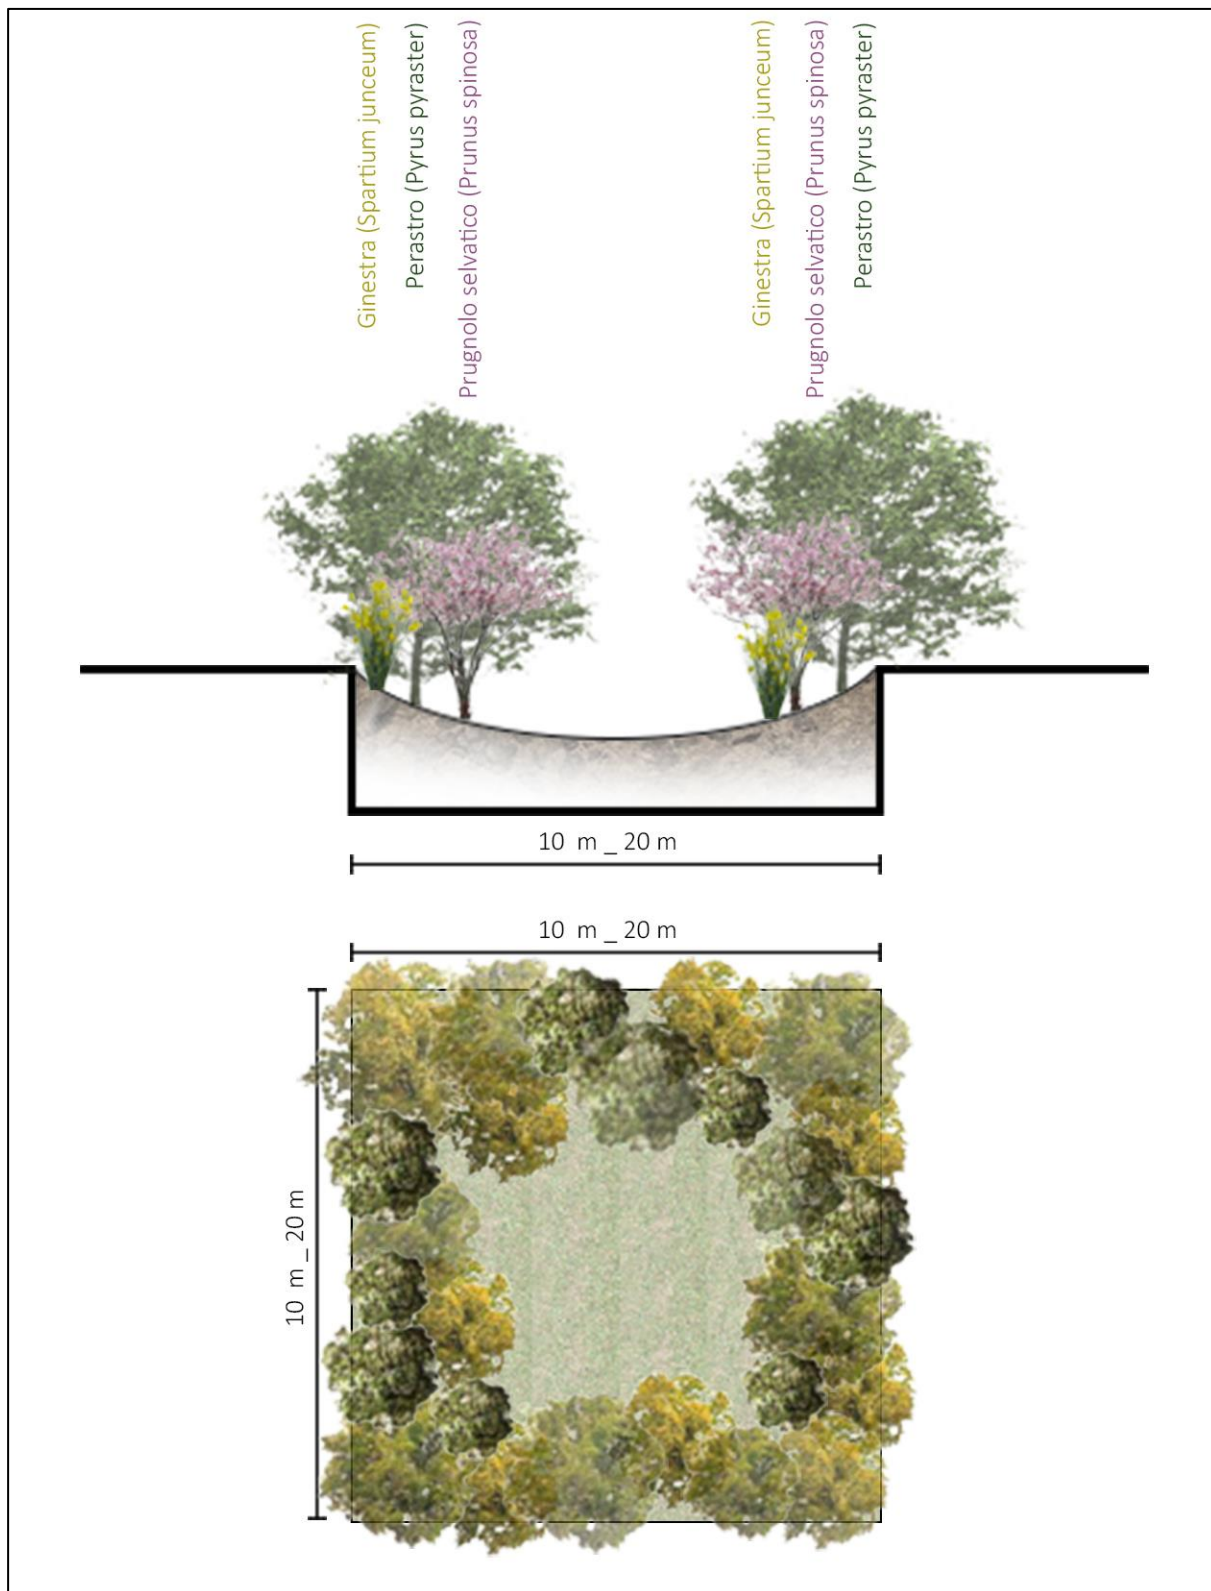 Ginestra (Spartium junceum)
Perastro (Pyrus pyraster)
Prugnolo selvatico (Prunus spinosa)
Ginestra (Spartium junceum)
Prugnolo selvatico (Prunus spinosa)
Perastro (Pyrus pyraster)
10 m _ 20 m
10 m _ 20 m
10 m _ 20 m